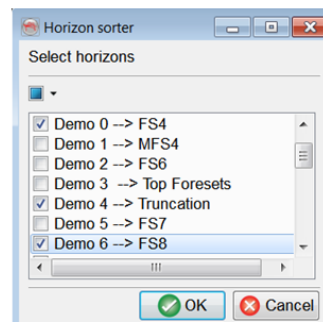 Horizon sorter
Select horizons
Demo 0 --> FS4
Demo 1 --> MFS4
Demo 2 --> FS6
Demo 3  --> Top Foresets
Demo 4 --> Truncation
Demo 5 --> FS7
Demo 6 --> FS8
OK
Cancel